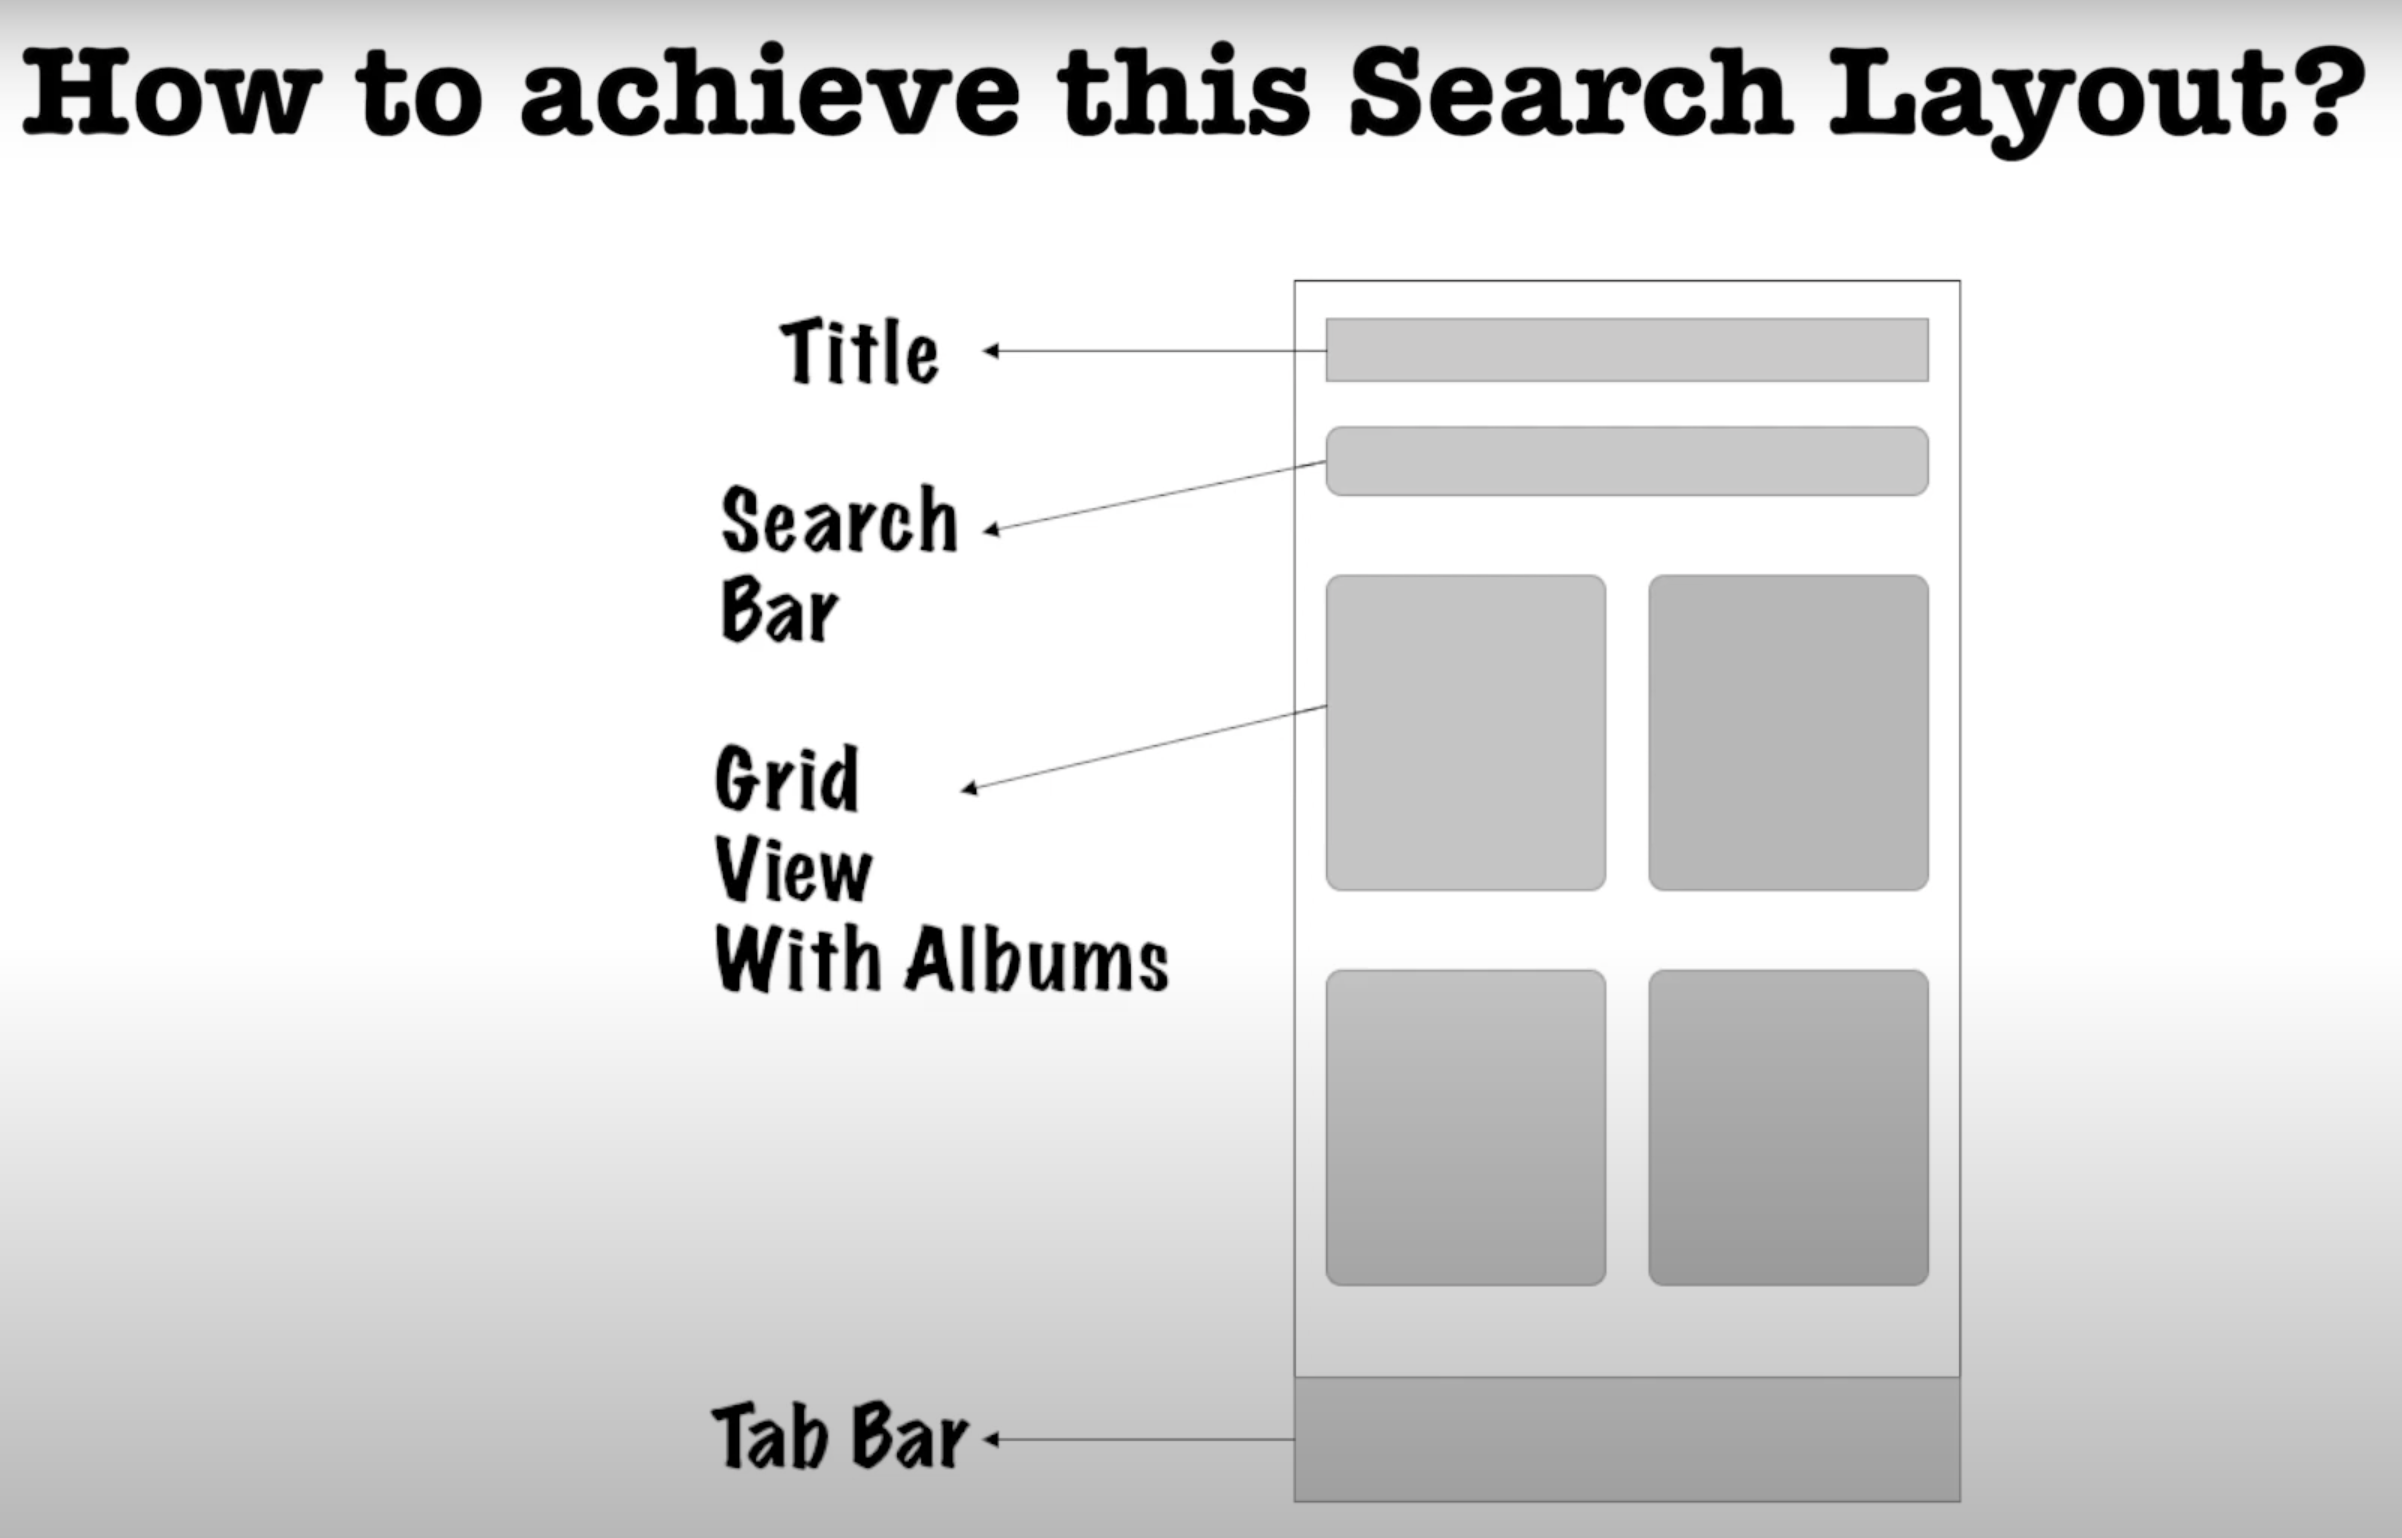 How to achieve this Search Layout?
Title
Search
Bar
Grid
View
With Albums
Tab Bar